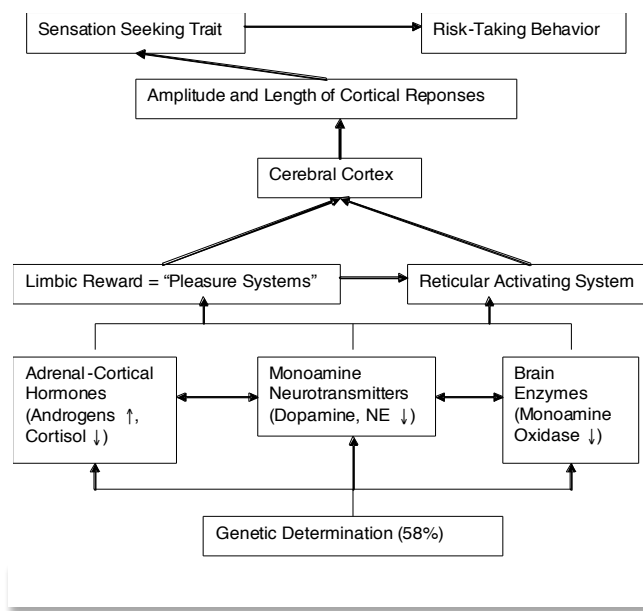 Sensation Seeking Trait
Risk-Taking Behavior
Amplitude and Length of Cortical Reponses
Cerebral Cortex
Limbic Reward = “Pleasure Systems”
Reticular Activating System
Adrenal-Cortical
Hormones
(Androgens ↑,
Cortisol ↓)
Monoamine
Neurotransmitters
(Dopamine, NE ↓)
Brain
Enzymes
(Monoamine
Oxidase ↓)
Genetic Determination (58%)